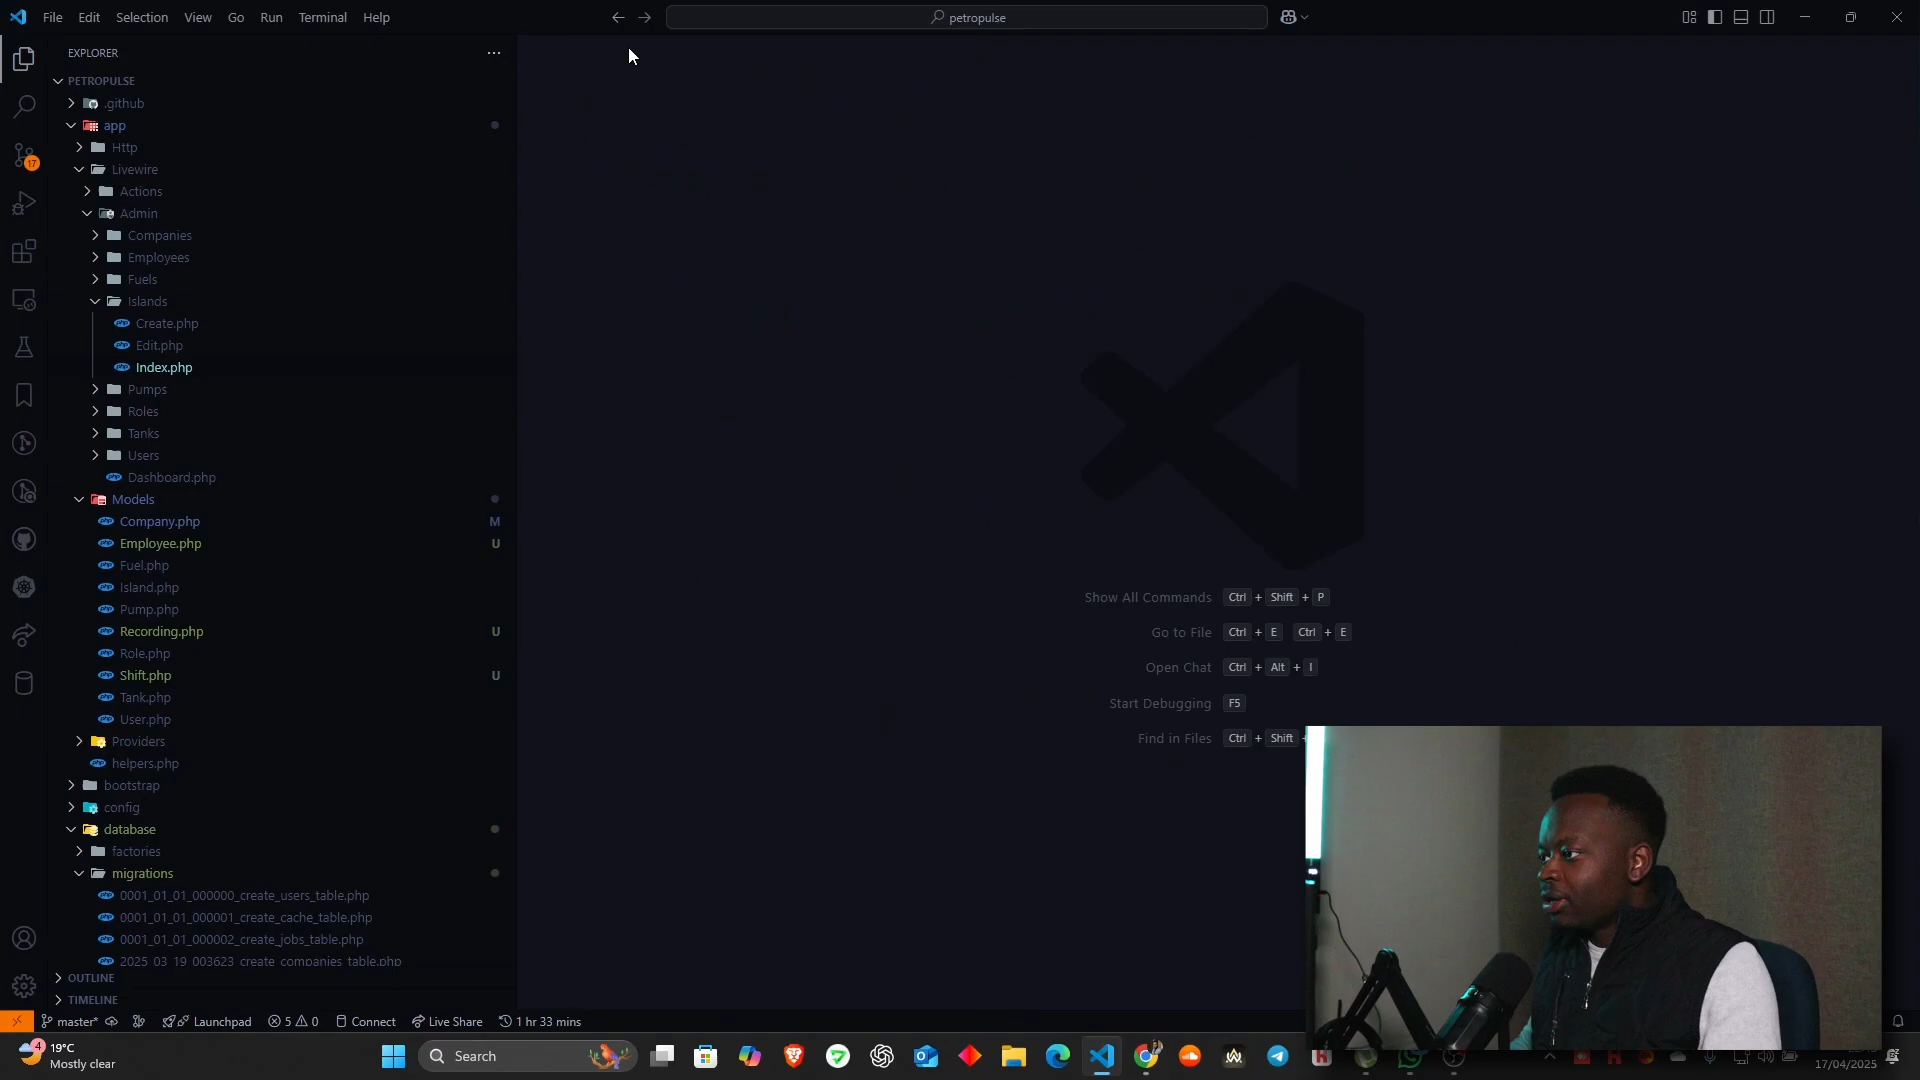 File Edit Selection View Go Run Terminal Help
petropulse
EXPLORER
PETROPULSE
.github
app
Http
Livewire
Actions
Admin
Companies
Employees
Fuels
Islands
Create.php
Edit.php
Index.php
Pumps
Roles
Tanks
Users
Dashboard.php
Models
Company.php M
Employee.php U
Fuel.php
Island.php
Pump.php
Recording.php U
Role.php
Shift.php U
Tank.php
User.php
Providers
helpers.php
bootstrap
config
database
factories
migrations
0001_01_01_000000_create_users_table.php
0001_01_01_000001_create_cache_table.php
0001_01_01_000002_create_jobs_table.php
2025_03_19_003623_create_companies_table.php
OUTLINE
TIMELINE
17
Show All Commands Ctrl + Shift + P
Go to File Ctrl + E Ctrl + E
Open Chat Ctrl + Alt + I
Start Debugging F5
Find in Files Ctrl + Shift +
master* Launchpad 5 0 Connect Live Share 1 hr 33 mins
4
19°C
Mostly clear
Search
17/04/2025